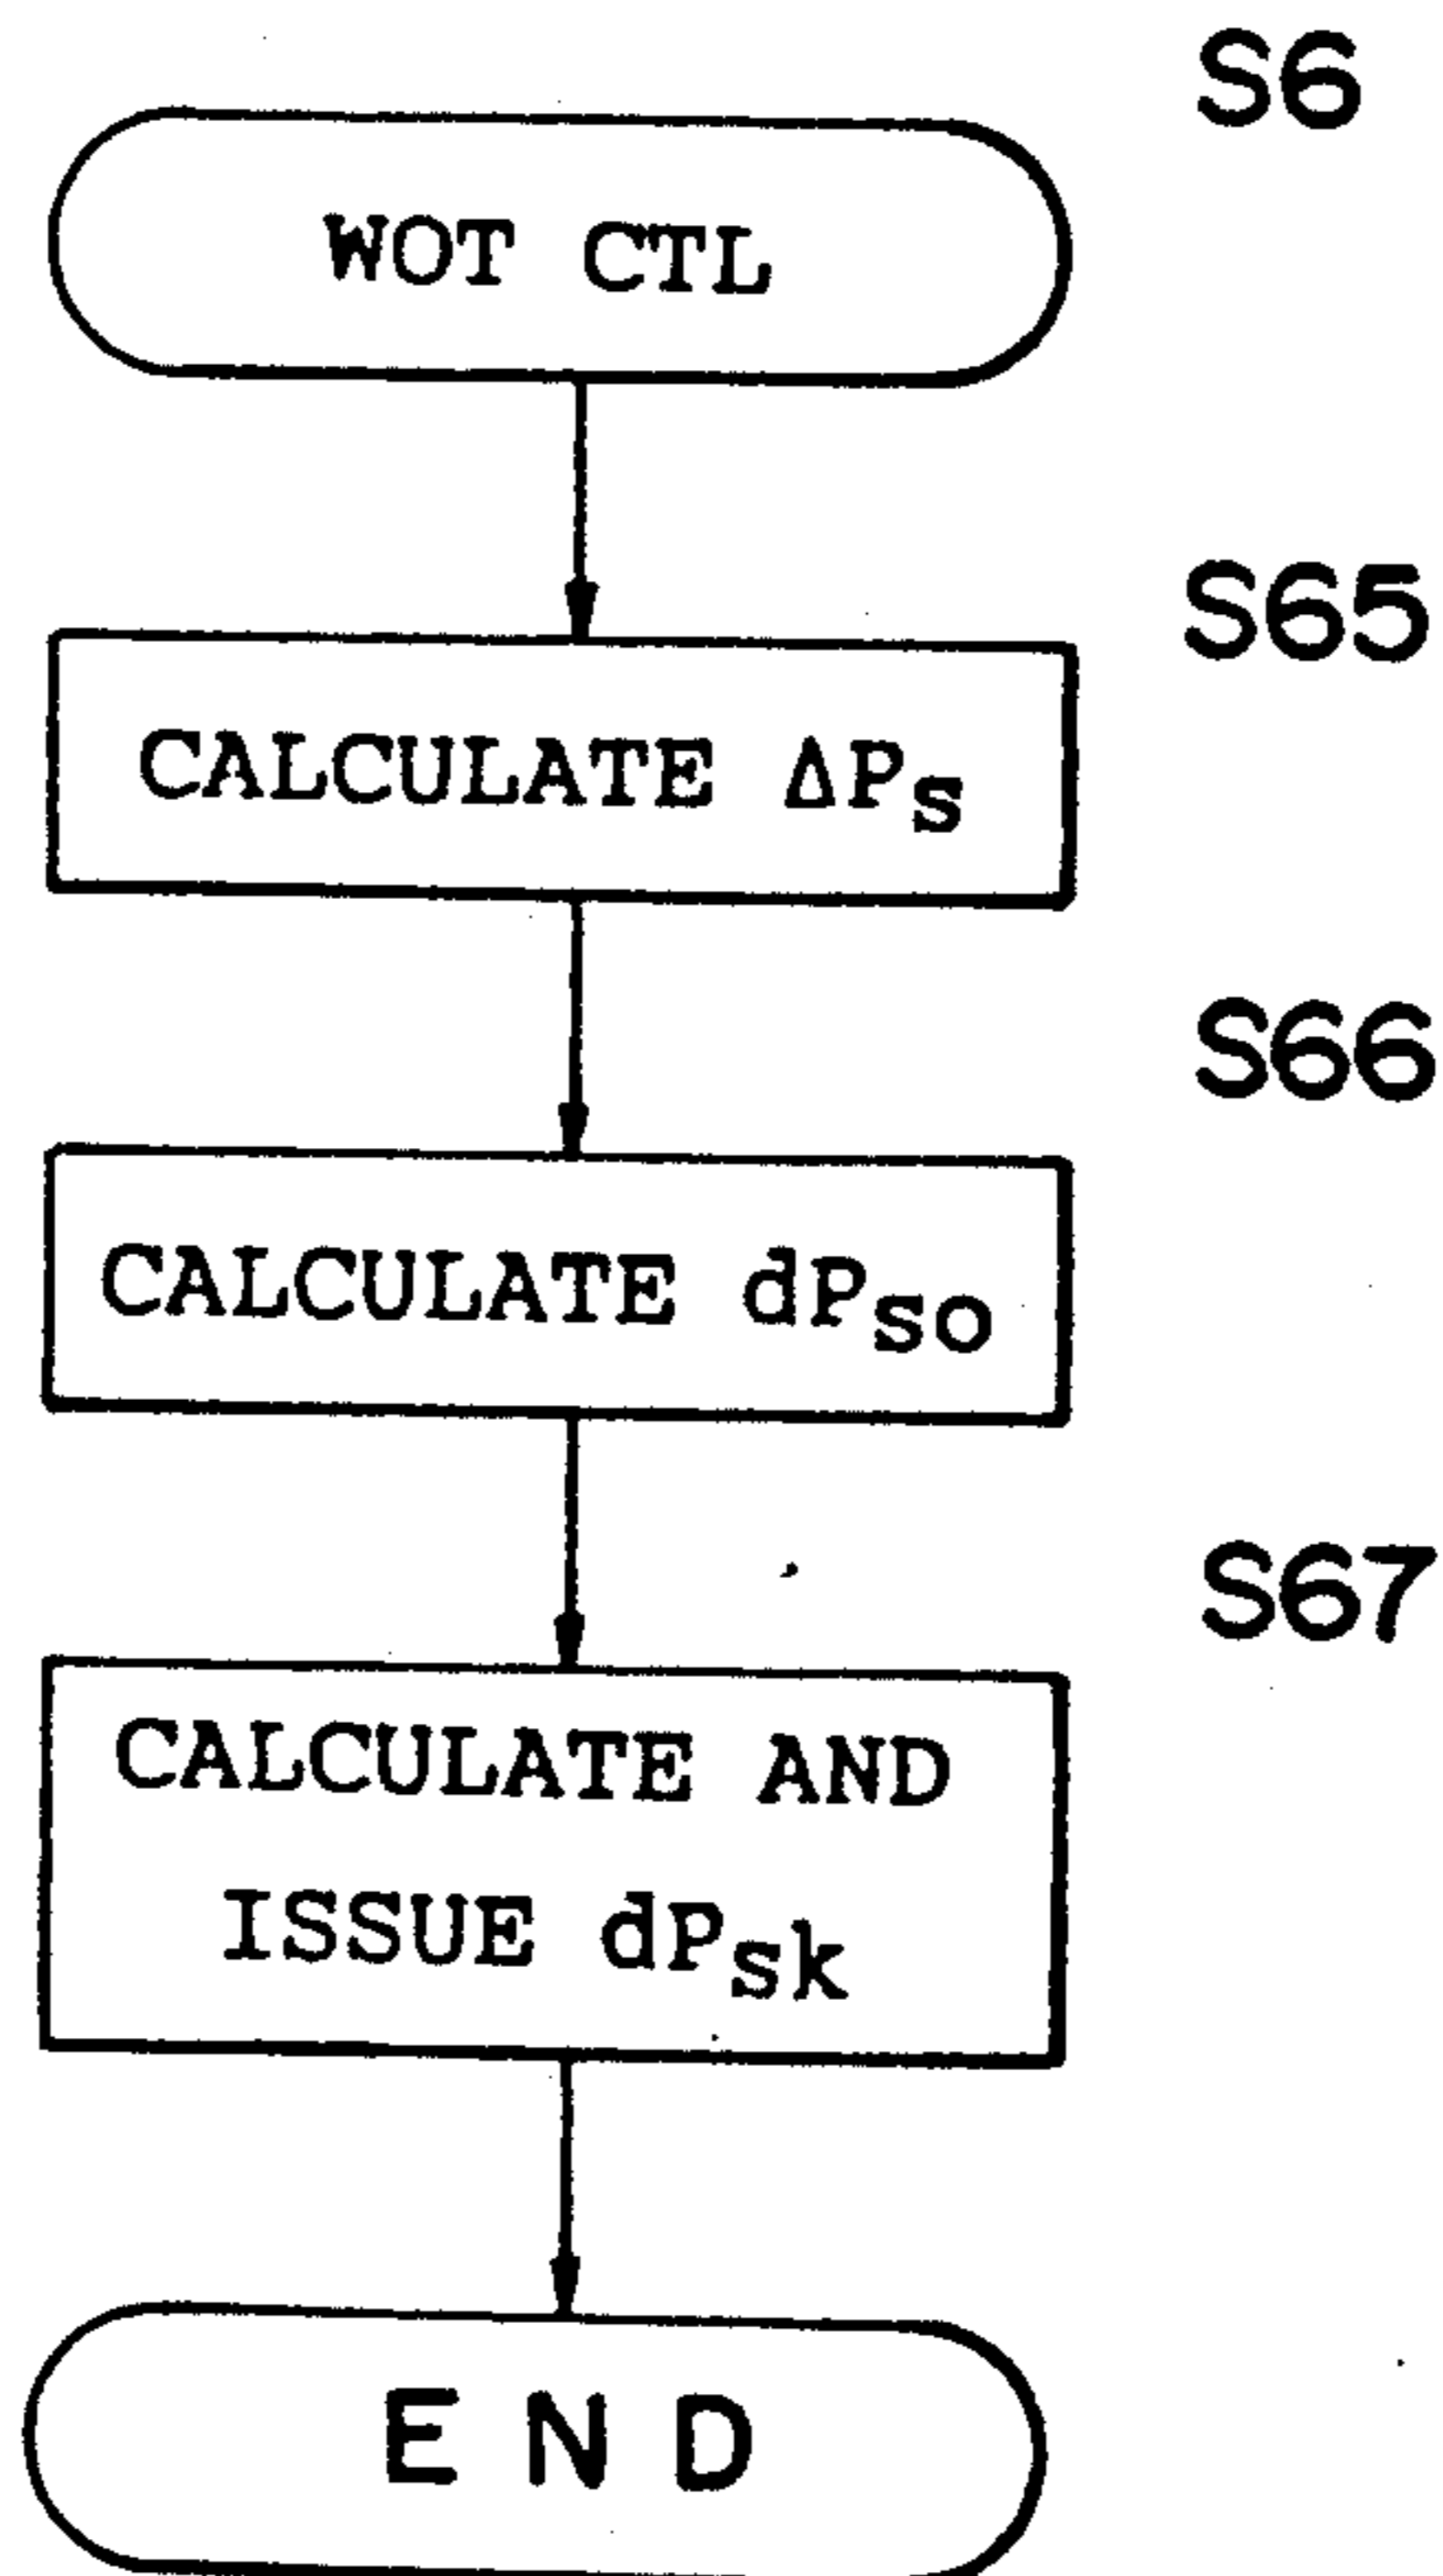 S6
WOT CTL
S65
CALCULATE ΔPs
S66
CALCULATE dPso
S67
CALCULATE AND
ISSUE dPsk
END